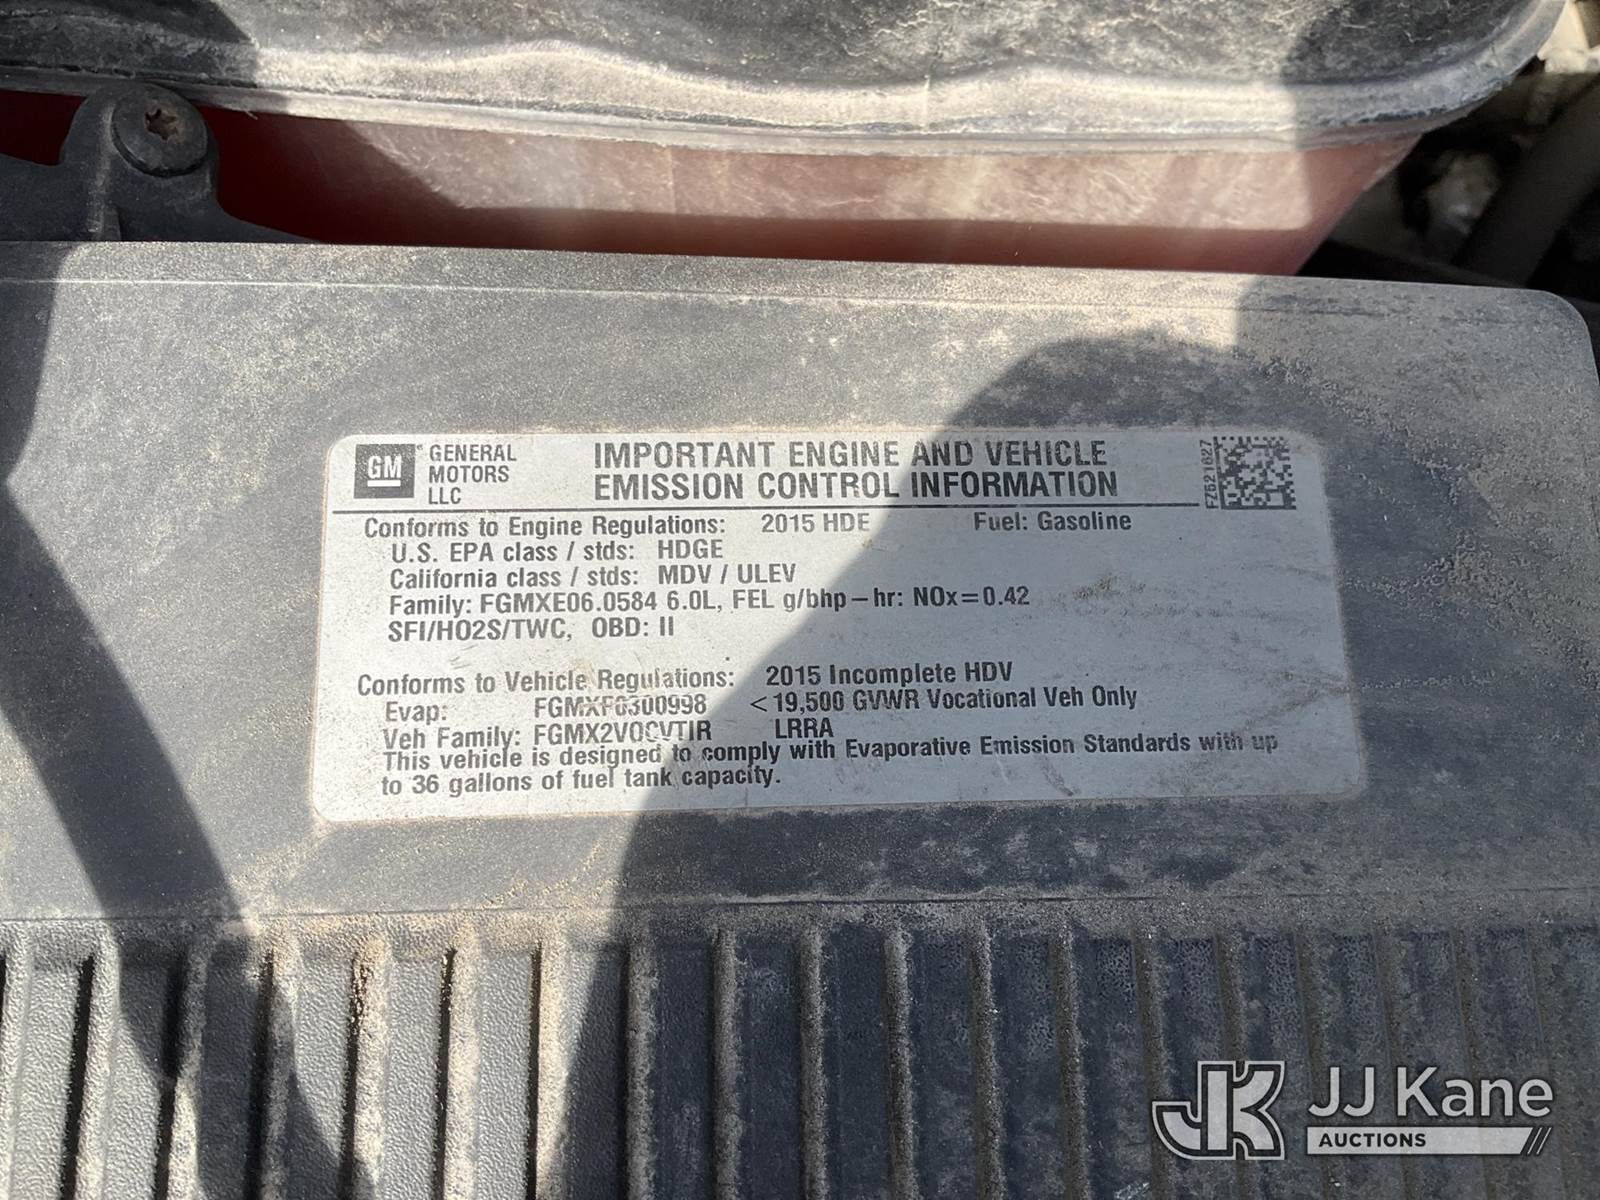 GM GENERAL MOTORS LLC
IMPORTANT ENGINE AND VEHICLE
EMISSION CONTROL INFORMATION
FZ521627
Conforms to Engine Regulations: 2015 HDE Fuel: Gasoline
U.S. EPA class / stds: HDGE
California class / stds: MDV / ULEV
Family: FGMXE06.0584 6.0L, FEL g/bhp-hr: NOx=0.42
SFI/HO2S/TWC, OBD: II
Conforms to Vehicle Regulations: 2015 Incomplete HDV
Evap: FGMXF0300998 <19,500 GVWR Vocational Veh Only
Veh Family: FGMX2VOCVTIR LRRA
This vehicle is designed to comply with Evaporative Emission Standards with up
to 36 gallons of fuel tank capacity.
JK JJ Kane
AUCTIONS